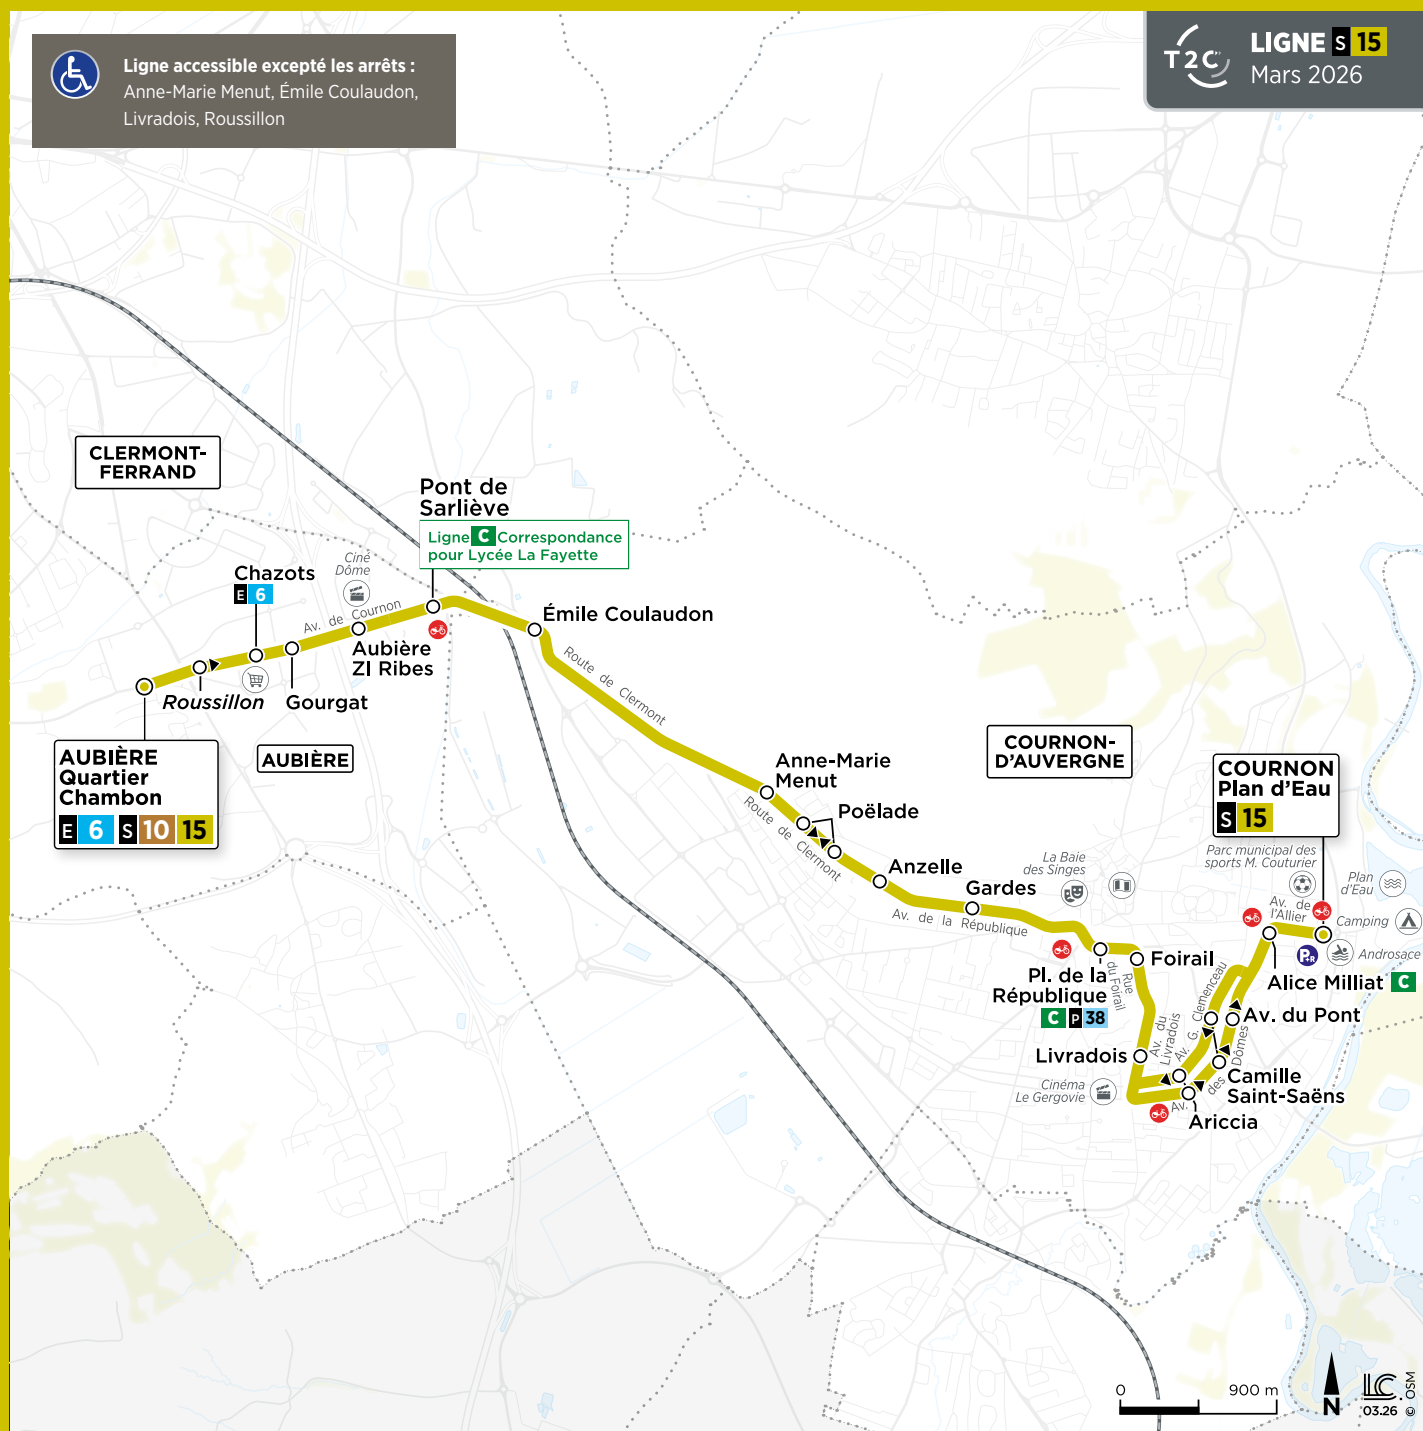 Ligne accessible excepté les arrêts :
Anne-Marie Menut, Émile Coulaudon,
Livradois, Roussillon
T2C
LIGNE S 15
Mars 2026
CLERMONT-
FERRAND
Pont de
Sarliève
Ligne C Correspondance
pour Lycée La Fayette
Ciné
Dôme
Chazots
E 6
Av. de Cournon
Émile Coulaudon
Aubière
ZI Ribes
Route de Clermont
Roussillon
Gourgat
AUBIÈRE
Quartier
Chambon
E 6 S 10 15
AUBIÈRE
COURNON-
D'AUVERGNE
Anne-Marie
Menut
COURNON
Plan d'Eau
S 15
Poëlade
Route de Clermont
Anzelle
La Baie
des Singes
Parc municipal des
sports M. Couturier
Plan
d'Eau
Gardes
Av. de la République
Av. de
l'Allier
Camping
Androsace
P+R
Foirail
Pl. de la
République
C P 38
Rue
du Foirail
Alice Milliat C
Av. G. Clemenceau
Av. du Pont
Av. du
Livradois
Livradois
Av. des Dômes
Camille
Saint-Saëns
Cinéma
Le Gergovie
Ariccia
0 900 m
N
LC
03.26
© OSM